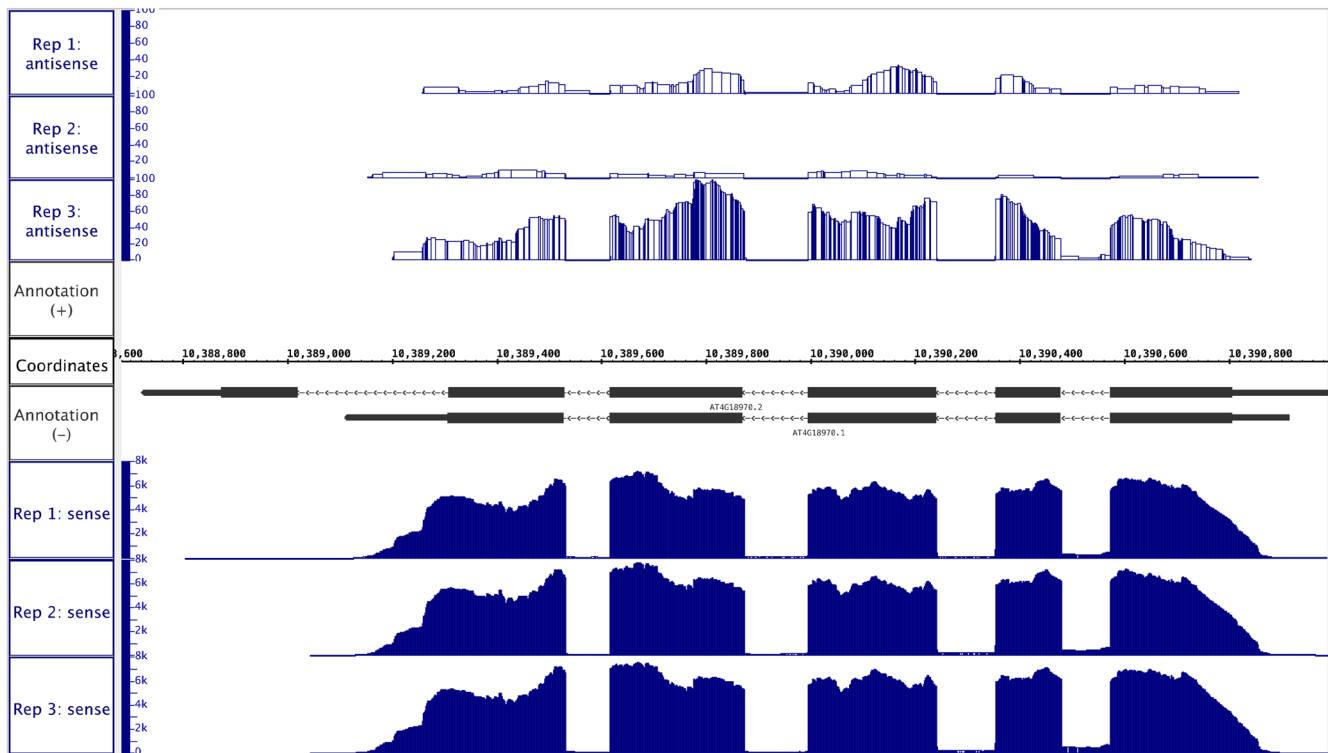 Rep 1:
antisense
100
80
60
40
20
Rep 2:
antisense
100
80
60
40
20
Rep 3:
antisense
100
80
60
40
20
0
Annotation
(+)
Coordinates
3,600 10,388,800 10,389,000 10,389,200 10,389,400 10,389,600 10,389,800 10,390,000 10,390,200 10,390,400 10,390,600 10,390,800
Annotation
(–)
AT4G18970.2
AT4G18970.1
Rep 1: sense
8k
6k
4k
2k
Rep 2: sense
8k
6k
4k
2k
Rep 3: sense
8k
6k
4k
2k
0